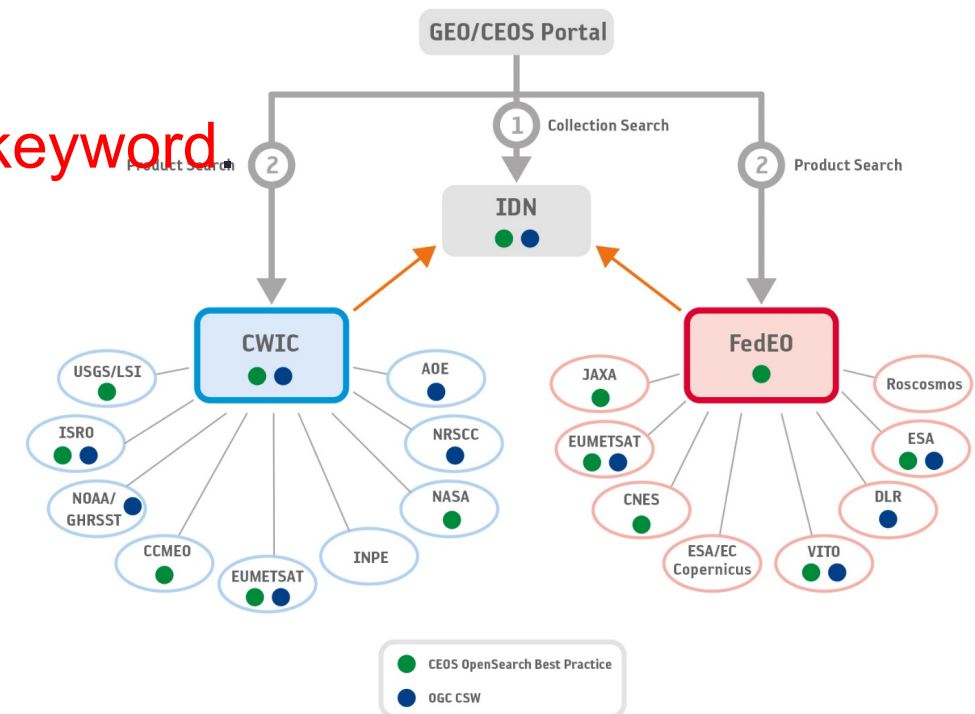 GEO/CEOS Portal
1 Collection Search
keyword.
Product Search 2
2 Product Search
IDN
CWIC
FedEO
USGS/LSI
AOE
JAXA
Roscosmos
ISRO
NRSCC
EUMETSAT
ESA
NOAA/
GHRSST
NASA
CNES
DLR
CCMEO
EUMETSAT
INPE
ESA/EC
Copernicus
VITO
CEOS OpenSearch Best Practice
OGC CSW